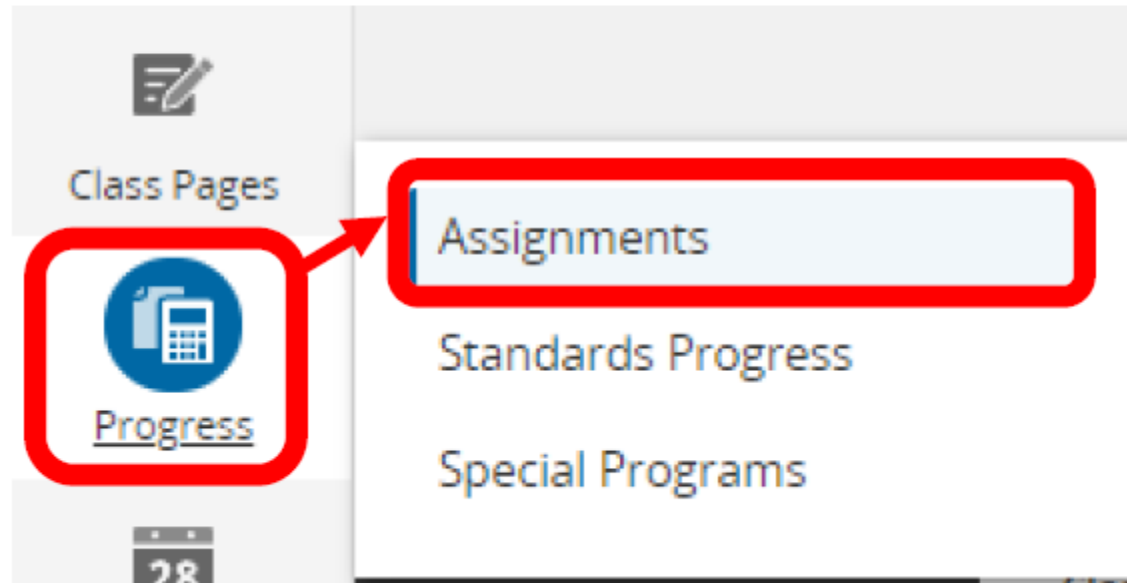 Class Pages
Assignments
Progress
Standards Progress
Special Programs
28